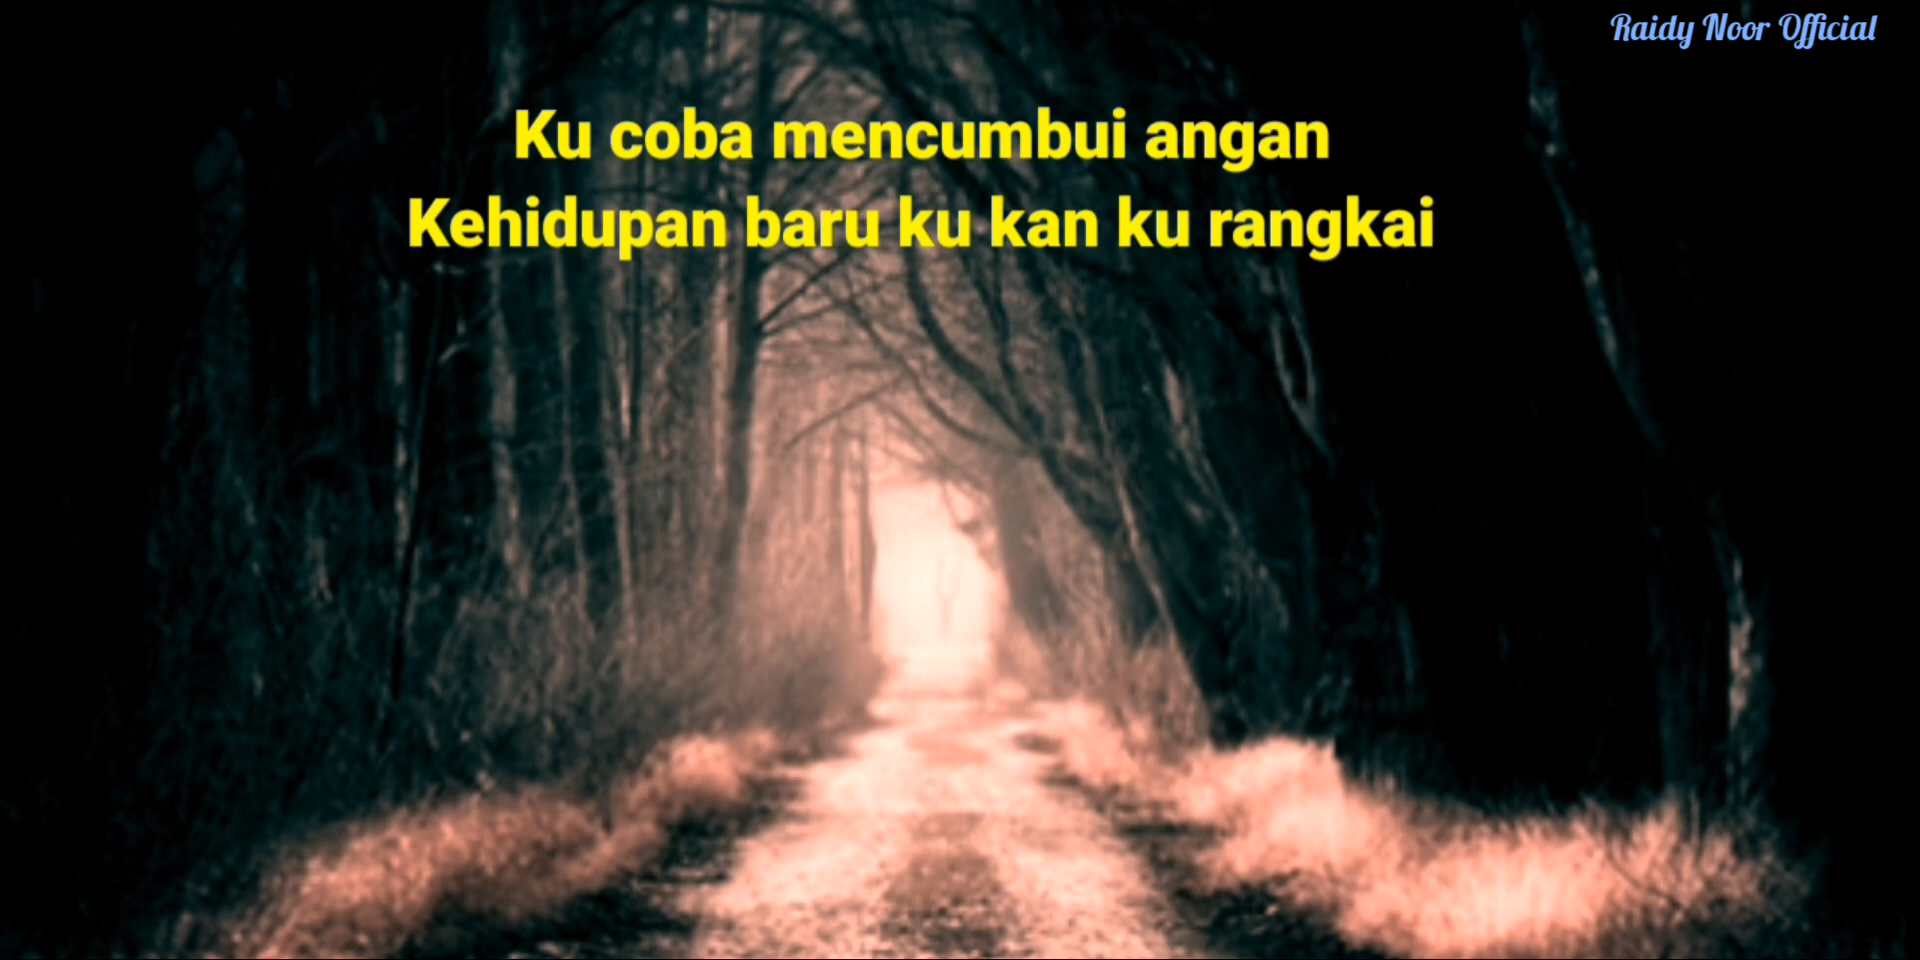 Raidy Noor Official
Ku coba mencumbui angan
Kehidupan baru ku kan ku rangkai